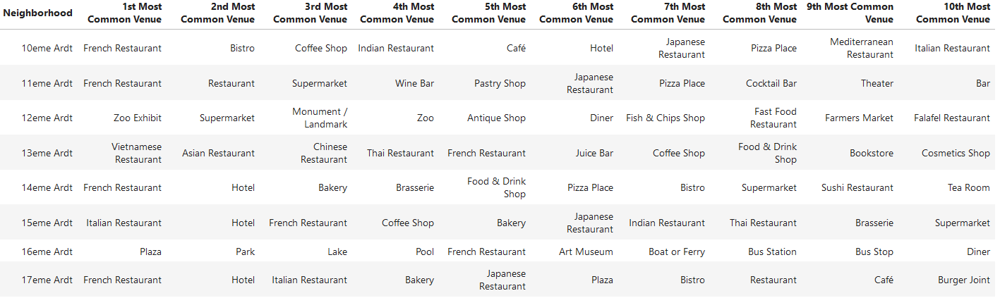 Neighborhood 1st Most Common Venue 2nd Most Common Venue 3rd Most Common Venue 4th Most Common Venue 5th Most Common Venue 6th Most Common Venue 7th Most Common Venue 8th Most Common Venue 9th Most Common Venue 10th Most Common Venue
10eme Ardt French Restaurant Bistro Coffee Shop Indian Restaurant Café Hotel Japanese Restaurant Pizza Place Mediterranean Restaurant Italian Restaurant
11eme Ardt French Restaurant Restaurant Supermarket Wine Bar Pastry Shop Japanese Restaurant Pizza Place Cocktail Bar Theater Bar
12eme Ardt Zoo Exhibit Supermarket Monument / Landmark Zoo Antique Shop Diner Fish & Chips Shop Fast Food Restaurant Farmers Market Falafel Restaurant
13eme Ardt Vietnamese Restaurant Asian Restaurant Chinese Restaurant Thai Restaurant French Restaurant Juice Bar Coffee Shop Food & Drink Shop Bookstore Cosmetics Shop
14eme Ardt French Restaurant Hotel Bakery Brasserie Food & Drink Shop Pizza Place Bistro Supermarket Sushi Restaurant Tea Room
15eme Ardt Italian Restaurant Hotel French Restaurant Coffee Shop Bakery Japanese Restaurant Indian Restaurant Thai Restaurant Brasserie Supermarket
16eme Ardt Plaza Park Lake Pool French Restaurant Art Museum Boat or Ferry Bus Station Bus Stop Diner
17eme Ardt French Restaurant Hotel Italian Restaurant Bakery Japanese Restaurant Plaza Bistro Restaurant Café Burger Joint